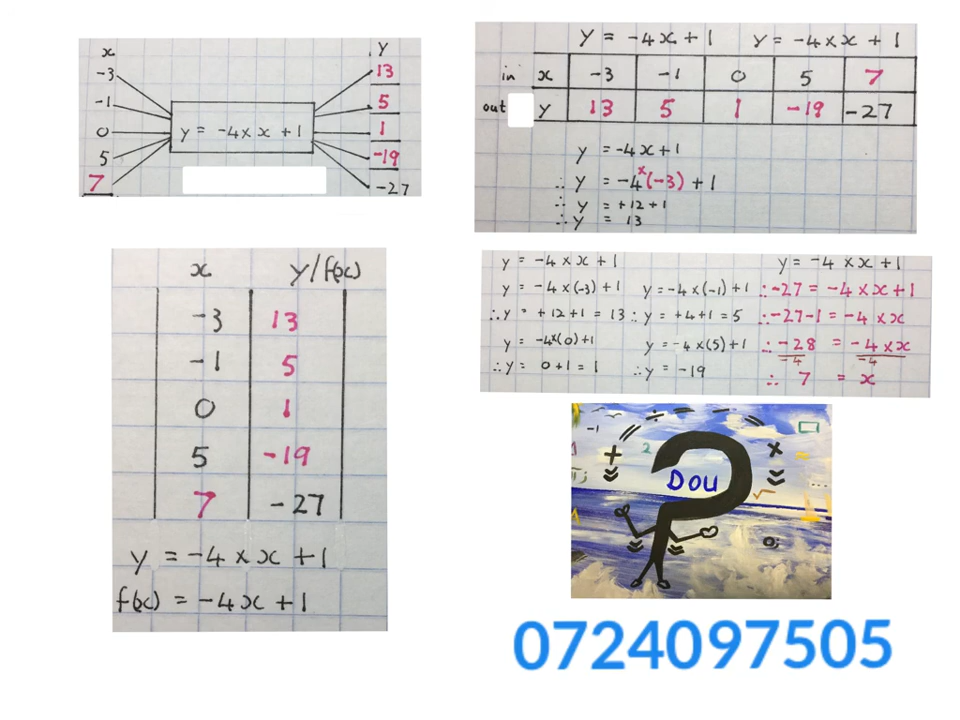 x y
-3 13
-1 5
0 1
5 -19
7 -27
y = -4 × x + 1
y = -4x + 1 y = -4 × x + 1
in x -3 -1 0 5 7
out y 13 5 1 -19 -27
y = -4x + 1
∴ y = -4 × (-3) + 1
∴ y = +12 + 1
∴ y = 13
x y/f(x)
-3 13
-1 5
0 1
5 -19
7 -27
y = -4 × x + 1
f(x) = -4x + 1
y = -4 × x + 1
y = -4 × (-3) + 1
∴ y = +12 + 1 = 13
y = -4 × (0) + 1
∴ y = 0 + 1 = 1
y = -4 × (-1) + 1
∴ y = +4 + 1 = 5
y = -4 × (5) + 1
∴ y = -19
y = -4 × x + 1
∴ -27 = -4 × x + 1
∴ -27 - 1 = -4 × x
∴ -28 = -4 × x
-4 -4
∴ 7 = x
-1
2
+ ÷ - = ×
√
Dou
0724097505